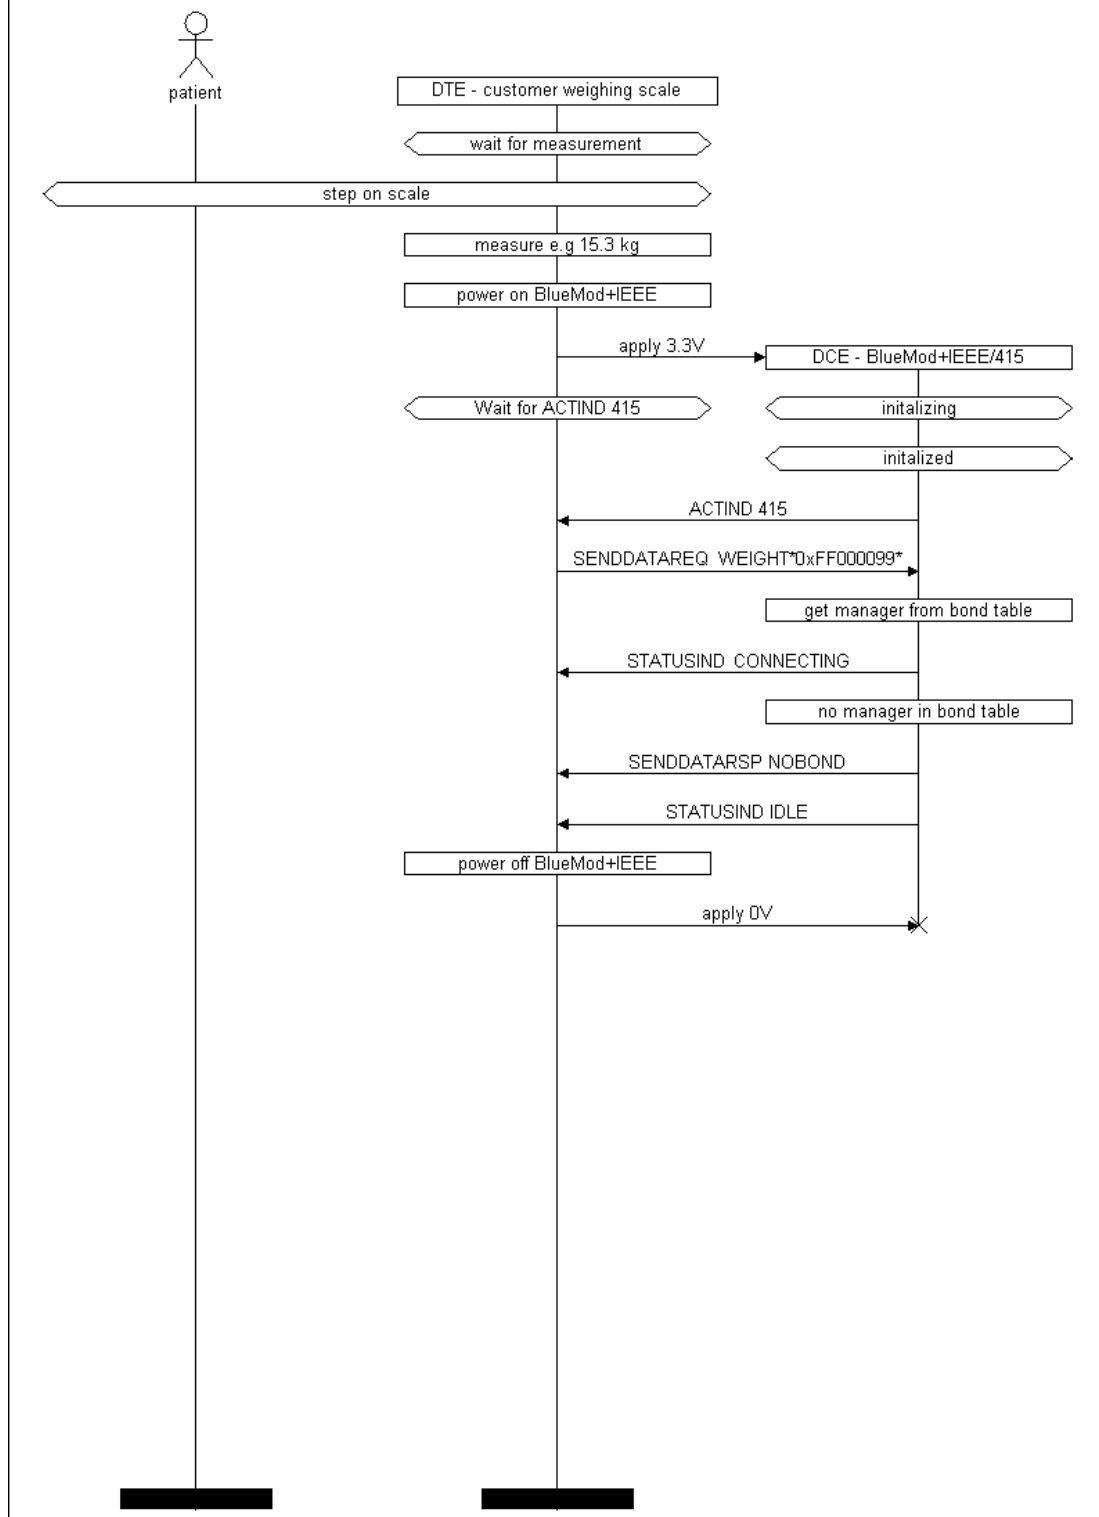 patient
DTE - customer weighing scale
wait for measurement
step on scale
measure e.g 15.3 kg
power on BlueMod+IEEE
apply 3.3V
DCE - BlueMod+IEEE/415
Wait for ACTIND 415
initalizing
initalized
ACTIND 415
SENDDATAREQ WEIGHT*0xFF000099*
get manager from bond table
STATUSIND CONNECTING
no manager in bond table
SENDDATARSP NOBOND
STATUSIND IDLE
power off BlueMod+IEEE
apply 0V